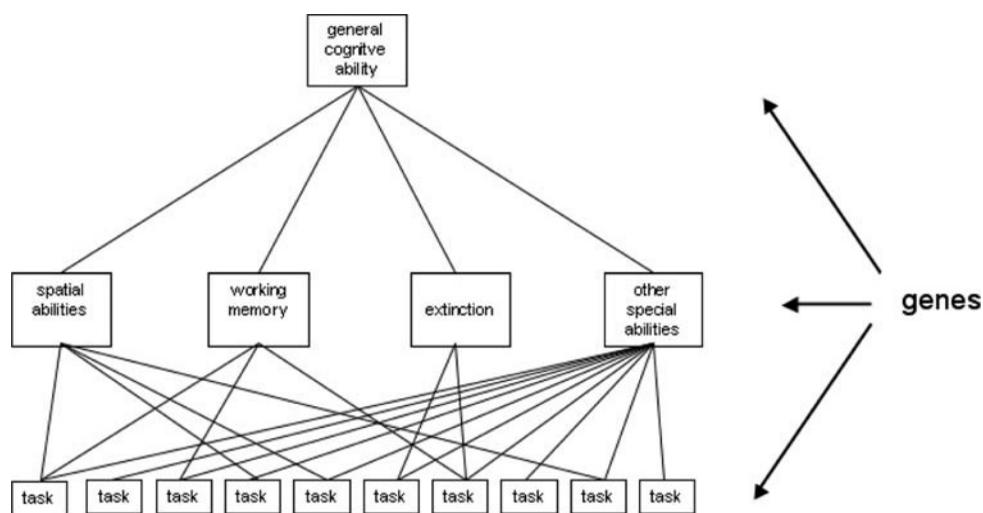 general
cognitve
ability
spatial
abilities
working
memory
extinction
other
special
abilities
genes
task
task
task
task
task
task
task
task
task
task